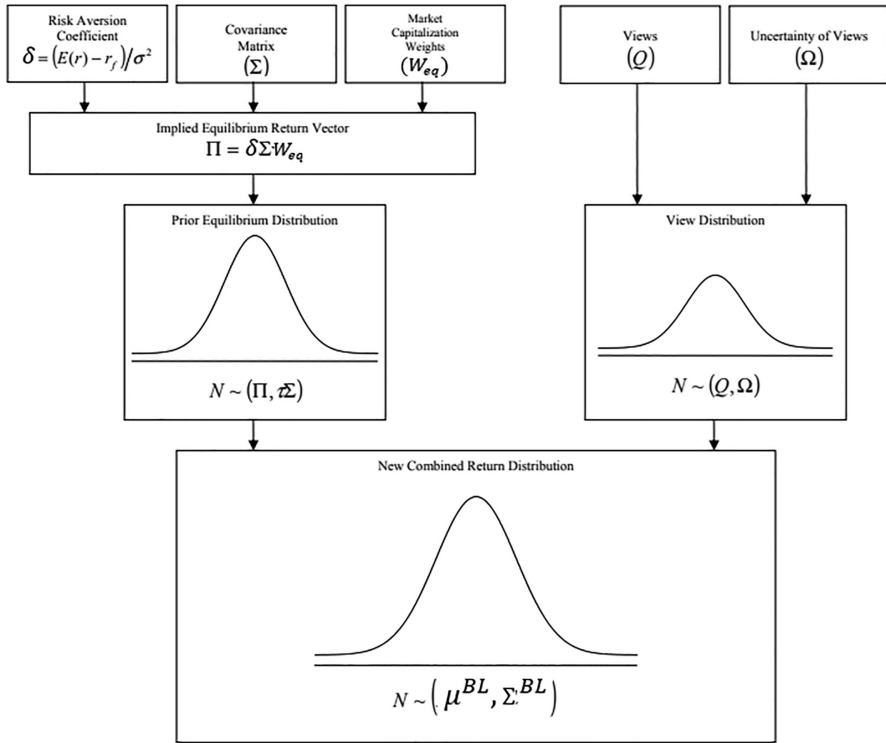 Risk Aversion
Coefficient
δ = (E(r) − r_f)/σ²
Covariance
Matrix
(Σ)
Market
Capitalization
Weights
(W_eq)
Views
(Q)
Uncertainty of Views
(Ω)
Implied Equilibrium Return Vector
Π = δΣW_eq
Prior Equilibrium Distribution
N ~ (Π, τΣ)
View Distribution
N ~ (Q, Ω)
New Combined Return Distribution
N ~ (μ^BL, Σ^BL)